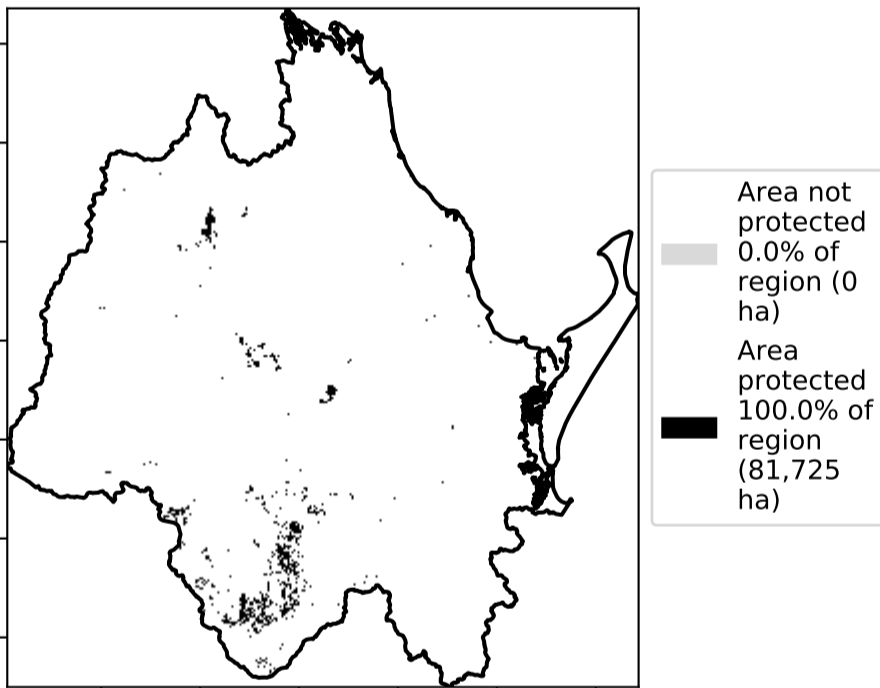 Area not
protected
0.0% of
region (0
ha)
Area
protected
100.0% of
region
(81,725
ha)